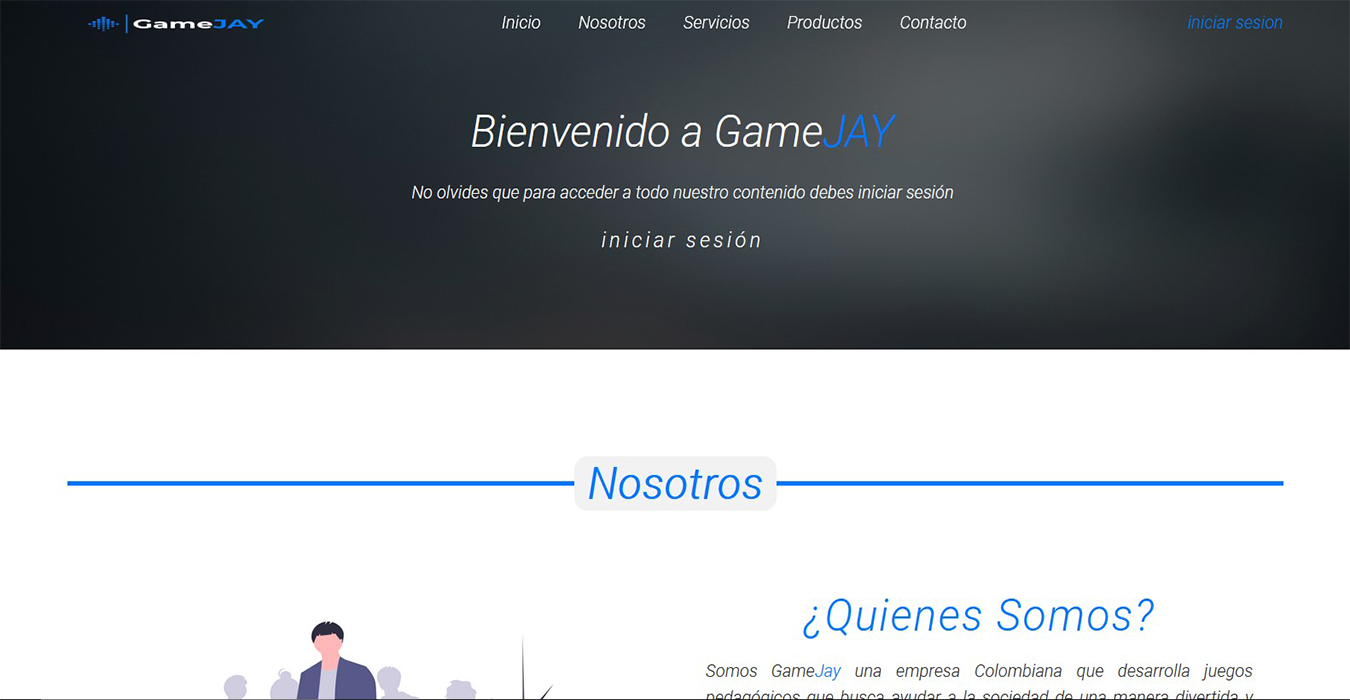 GameJAY
Inicio Nosotros Servicios Productos Contacto
iniciar sesion
Bienvenido a GameJAY
No olvides que para acceder a todo nuestro contenido debes iniciar sesión
iniciar sesión
Nosotros
¿Quienes Somos?
Somos GameJay una empresa Colombiana que desarrolla juegos
pedagógicos que busca ayudar a la sociedad de una manera divertida y